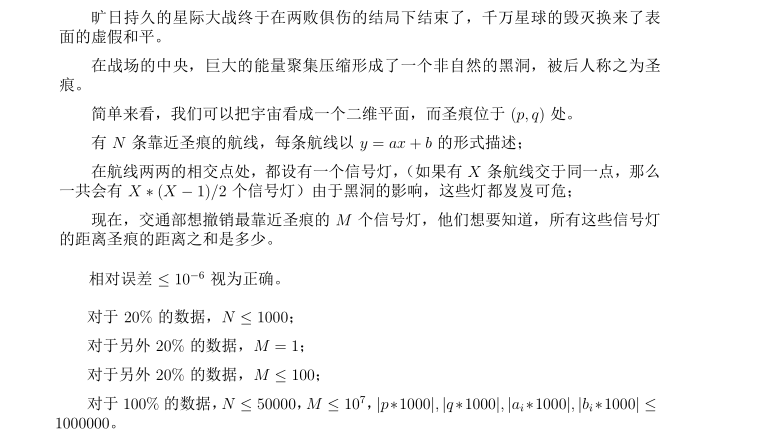 旷日持久的星际大战终于在两败俱伤的结局下结束了，千万星球的毁灭换来了表
面的虚假和平。
在战场的中央，巨大的能量聚集压缩形成了一个非自然的黑洞，被后人称之为圣
痕。
简单来看，我们可以把宇宙看成一个二维平面，而圣痕位于 (p, q) 处。
有 N 条靠近圣痕的航线，每条航线以 y = ax + b 的形式描述；
在航线两两的相交点处，都设有一个信号灯，（如果有 X 条航线交于同一点，那么
一共会有 X ∗ (X − 1)/2 个信号灯）由于黑洞的影响，这些灯都岌岌可危；
现在，交通部想撤销最靠近圣痕的 M 个信号灯，他们想要知道，所有这些信号灯
的距离圣痕的距离之和是多少。
相对误差 ≤ 10⁻⁶ 视为正确。
对于 20% 的数据，N ≤ 1000；
对于另外 20% 的数据，M = 1；
对于另外 20% 的数据，M ≤ 100；
对于 100% 的数据，N ≤ 50000，M ≤ 10⁷，|p∗1000|, |q∗1000|, |aᵢ∗1000|, |bᵢ∗1000| ≤
1000000。